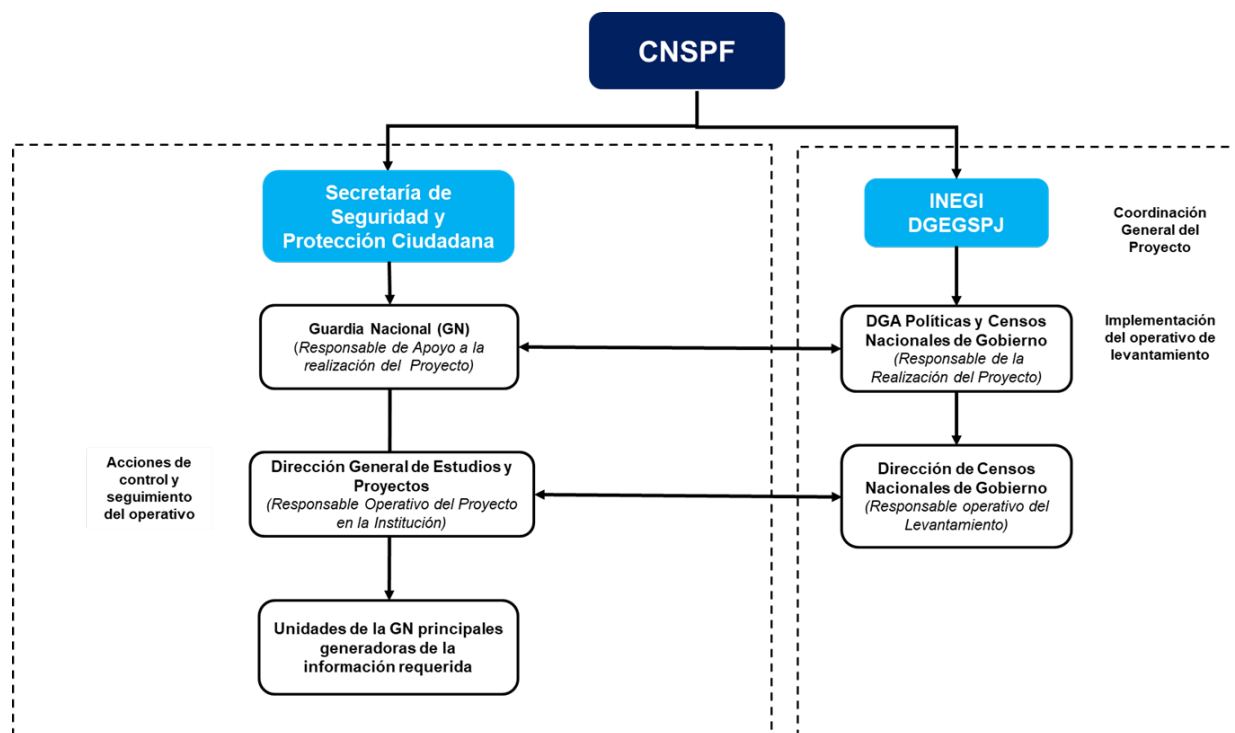 CNSPF
Secretaría de
Seguridad y
Protección Ciudadana
INEGI
DGEGSPJ
Coordinación
General del
Proyecto
Guardia Nacional (GN)
(Responsable de Apoyo a la
realización del Proyecto)
DGA Políticas y Censos
Nacionales de Gobierno
(Responsable de la
Realización del Proyecto)
Implementación
del operativo de
levantamiento
Acciones de
control y
seguimiento
del operativo
Dirección General de Estudios y
Proyectos
(Responsable Operativo del Proyecto
en la Institución)
Dirección de Censos
Nacionales de Gobierno
(Responsable operativo del
Levantamiento)
Unidades de la GN principales
generadoras de la
información requerida